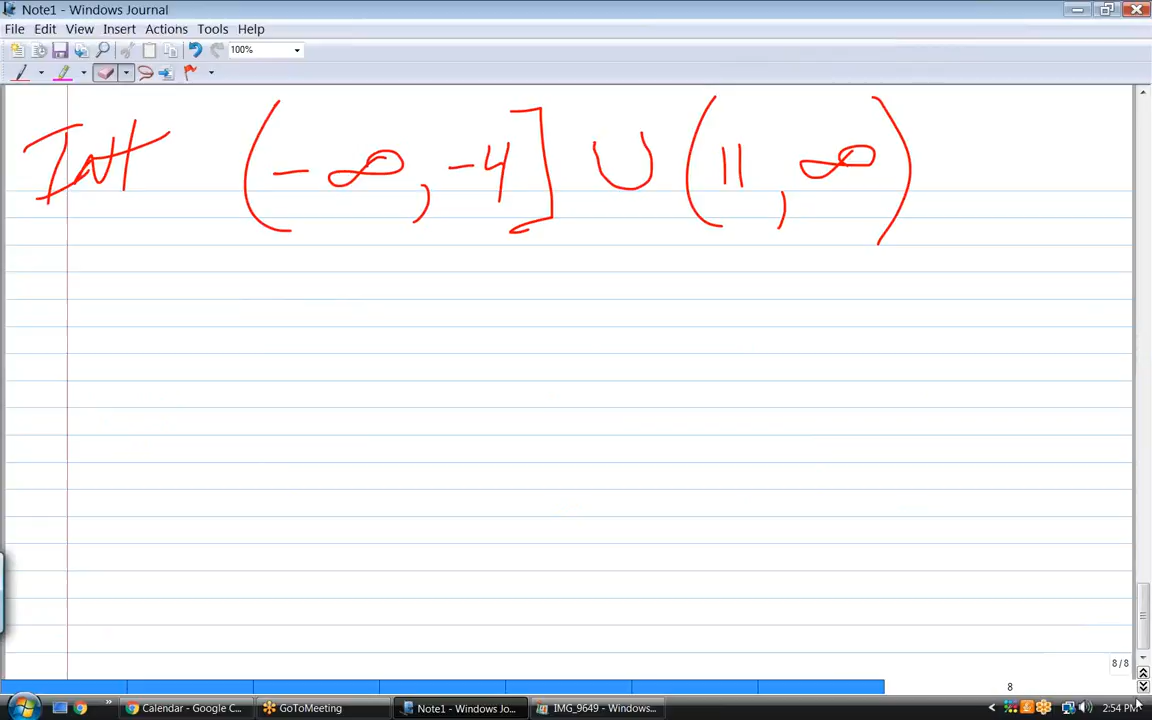 Note1 - Windows Journal
File Edit View Insert Actions Tools Help
100%
Int (-∞, -4] ∪ (11, ∞)
8/8
8
Calendar - Google C... GoToMeeting Note1 - Windows Jo... IMG_9649 - Windows... 2:54 PM